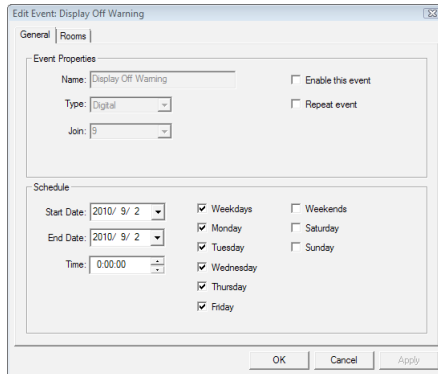 Edit Event: Display Off Warning
General Rooms
Event Properties
Name: Display Off Warning
Enable this event
Type: Digital
Repeat event
Join: 9
Schedule
Start Date: 2010/ 9/ 2
Weekdays
Weekends
Monday
Saturday
End Date: 2010/ 9/ 2
Tuesday
Sunday
Time: 0:00:00
Wednesday
Thursday
Friday
OK Cancel Apply